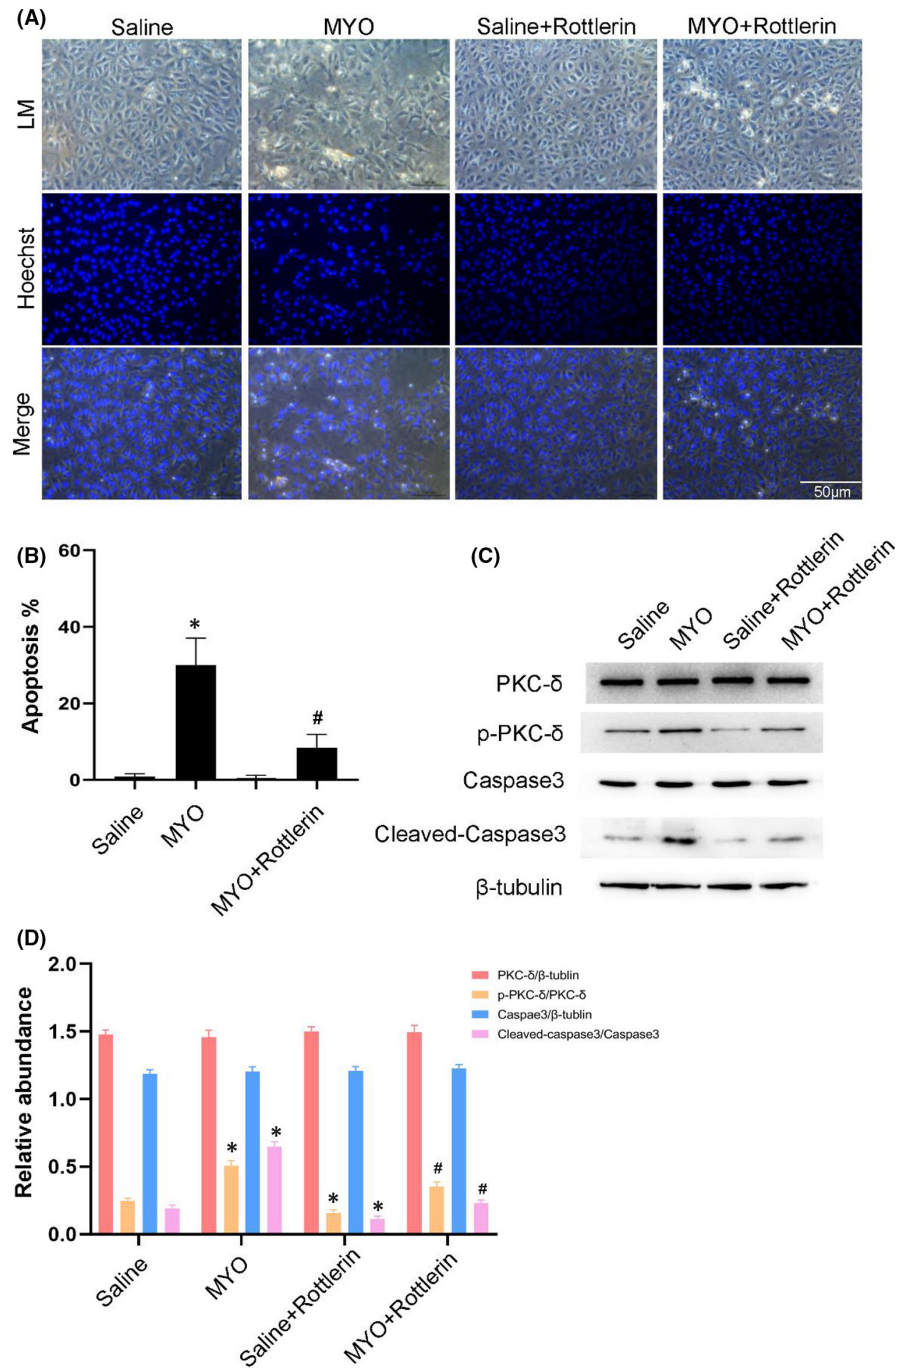 (A)
Saline MYO Saline+Rottlerin MYO+Rottlerin
LM
Hoechst
Merge
50μm
(B)
Apoptosis %
60
40
20
0
*
#
Saline
MYO
MYO+Rottlerin
(C)
Saline
MYO
Saline+Rottlerin
MYO+Rottlerin
PKC-δ
p-PKC-δ
Caspase3
Cleaved-Caspase3
β-tubulin
(D)
Relative abundance
2.0
1.5
1.0
0.5
0.0
PKC-δ/β-tublin
p-PKC-δ/PKC-δ
Caspae3/β-tublin
Cleaved-caspase3/Caspase3
* * * * # #
Saline
MYO
Saline+Rottlerin
MYO+Rottlerin